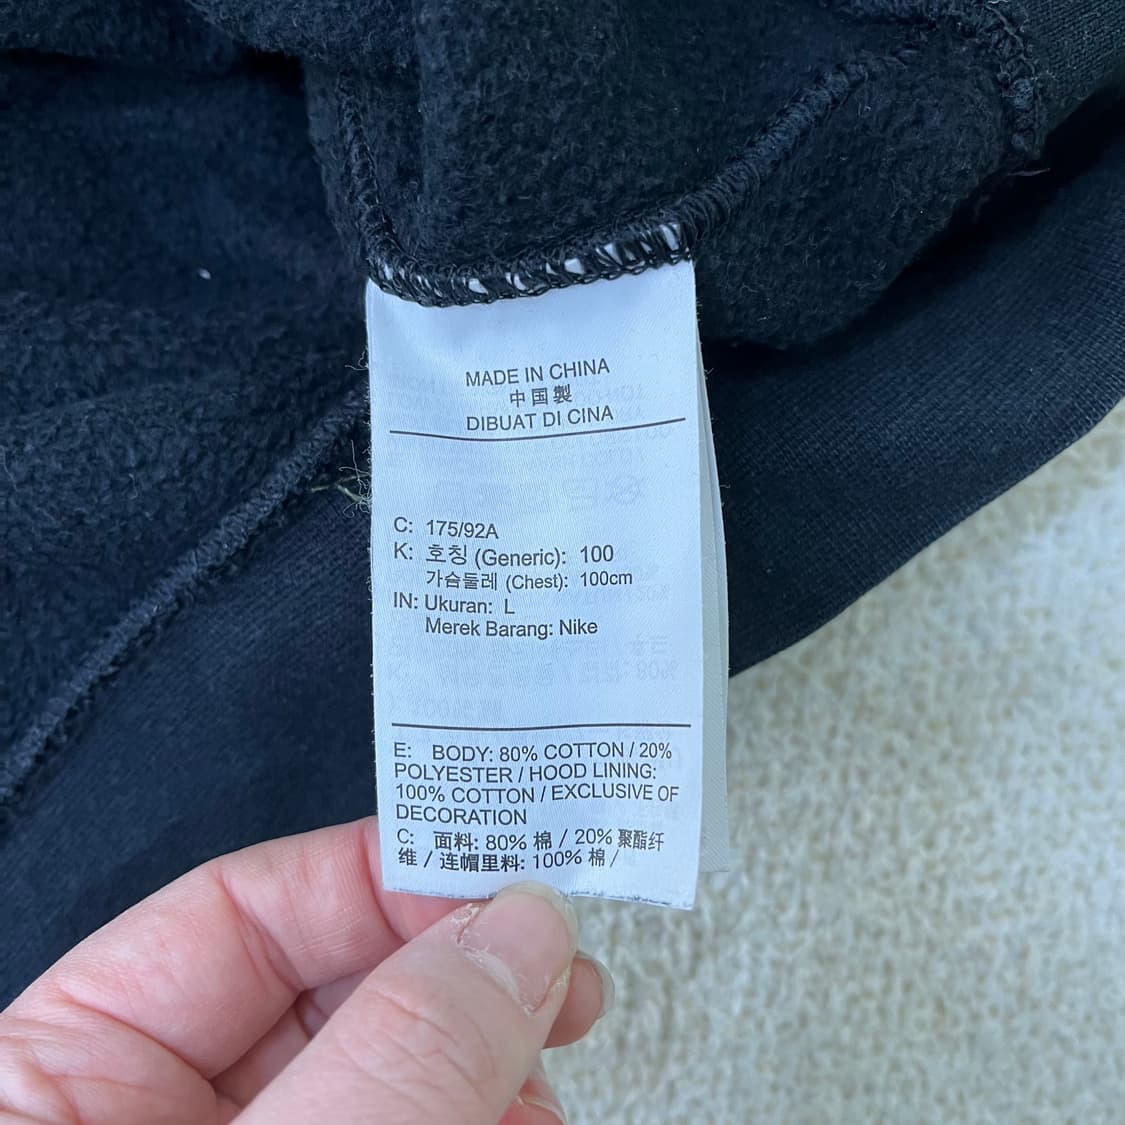 MADE IN CHINA
中国製
DIBUAT DI CINA
C: 175/92A
K: 호칭 (Generic): 100
가슴둘레 (Chest): 100cm
IN: Ukuran: L
Merek Barang: Nike
E: BODY: 80% COTTON / 20%
POLYESTER / HOOD LINING:
100% COTTON / EXCLUSIVE OF
DECORATION
C: 面料: 80% 棉 / 20% 聚酯纤
维 / 连帽里料: 100% 棉 /